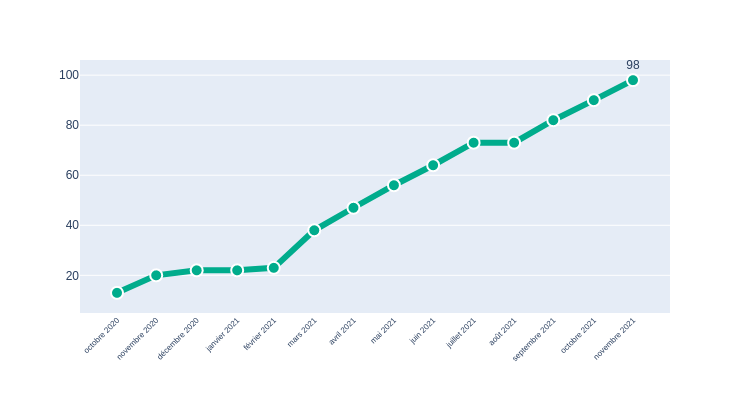 98
100
80
60
40
20
octobre 2020
novembre 2020
décembre 2020
janvier 2021
février 2021
mars 2021
avril 2021
mai 2021
juin 2021
juillet 2021
août 2021
septembre 2021
octobre 2021
novembre 2021